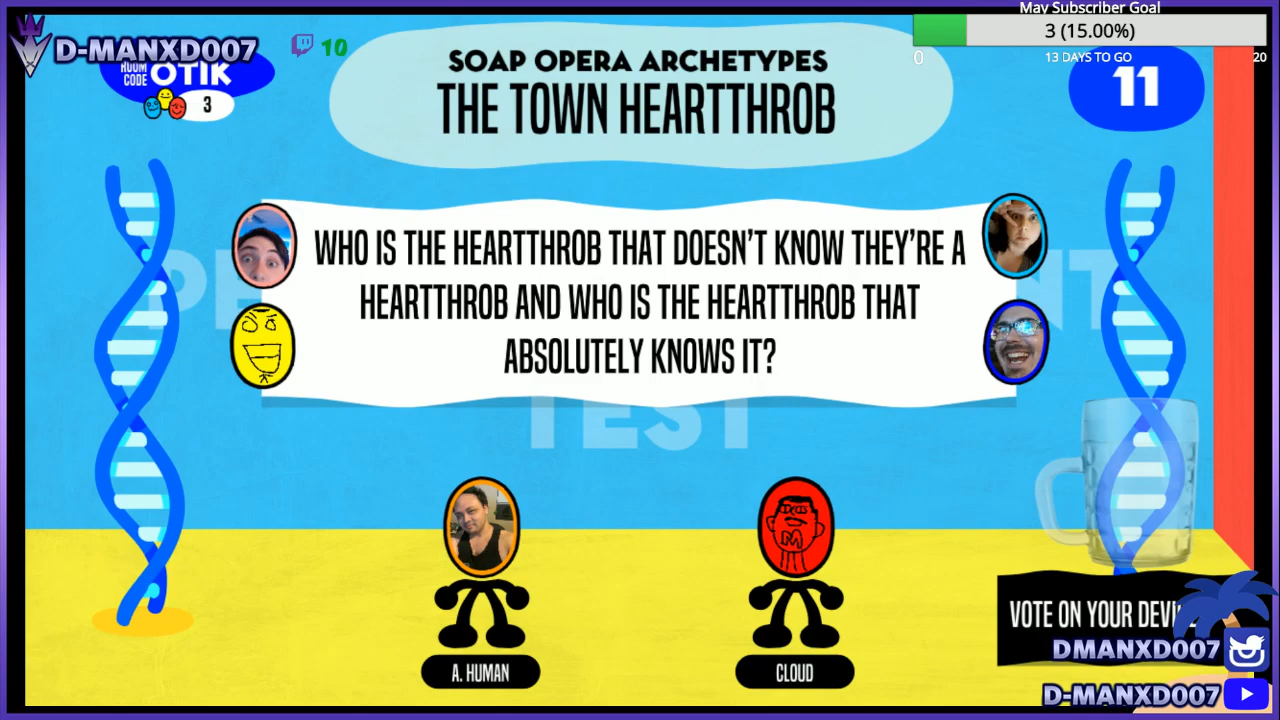 May Subscriber Goal
3 (15.00%)
0
13 DAYS TO GO
20
D-MANXD007
10
ROOM CODE
OTIK
3
SOAP OPERA ARCHETYPES
THE TOWN HEARTTHROB
11
WHO IS THE HEARTTHROB THAT DOESN'T KNOW THEY'RE A
HEARTTHROB AND WHO IS THE HEARTTHROB THAT
ABSOLUTELY KNOWS IT?
TEST
A. HUMAN
CLOUD
VOTE ON YOUR
DMANXD007
D-MANXD007